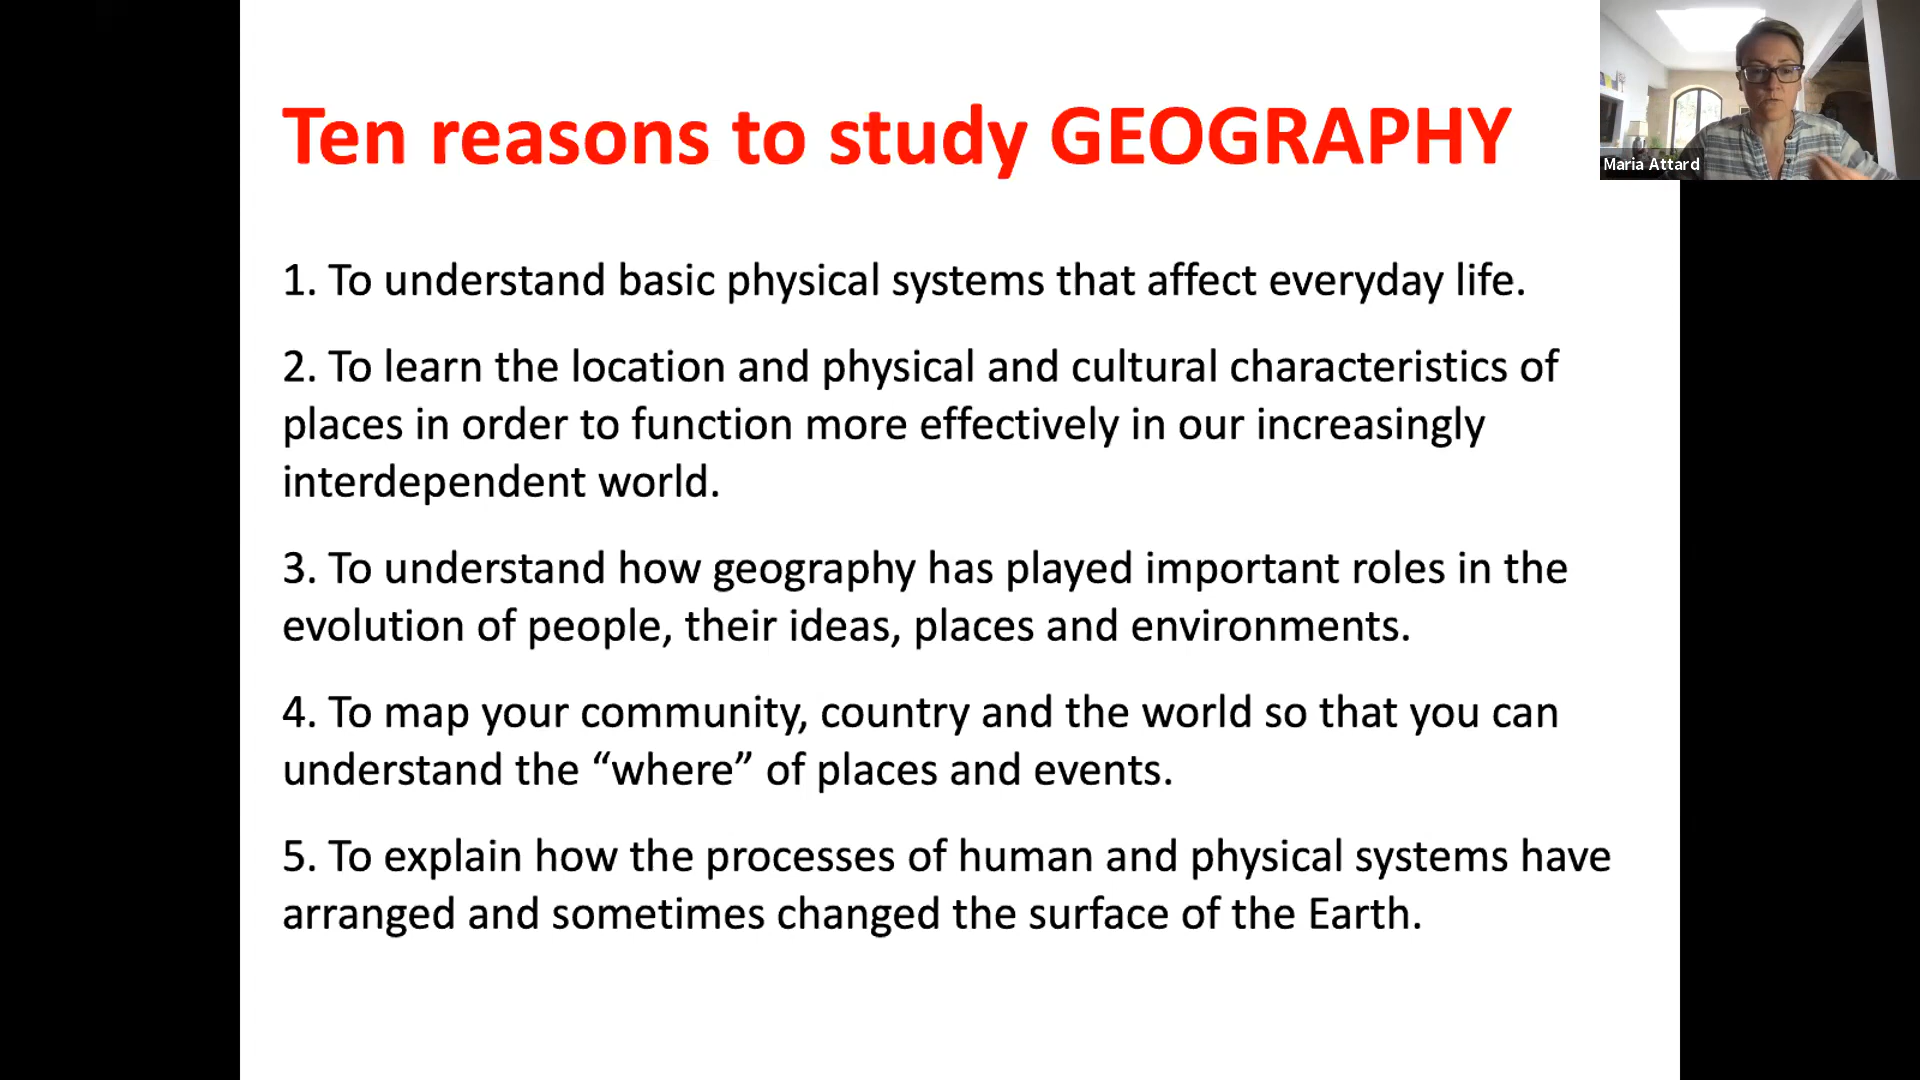 Ten reasons to study GEOGRAPHY
Maria Attard
1. To understand basic physical systems that affect everyday life.
2. To learn the location and physical and cultural characteristics of
places in order to function more effectively in our increasingly
interdependent world.
3. To understand how geography has played important roles in the
evolution of people, their ideas, places and environments.
4. To map your community, country and the world so that you can
understand the “where” of places and events.
5. To explain how the processes of human and physical systems have
arranged and sometimes changed the surface of the Earth.